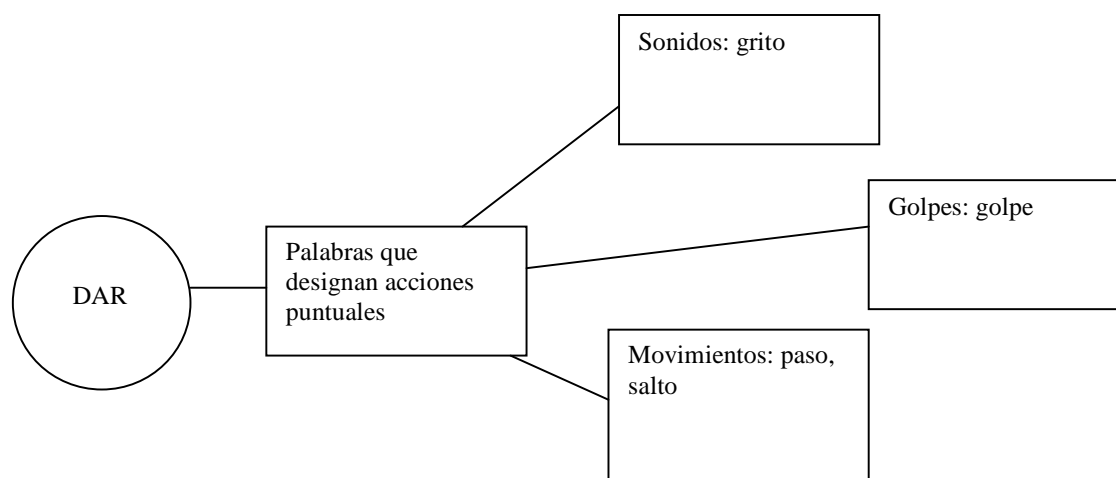 Sonidos: grito
Golpes: golpe
DAR
Palabras que
designan acciones
puntuales
Movimientos: paso,
salto